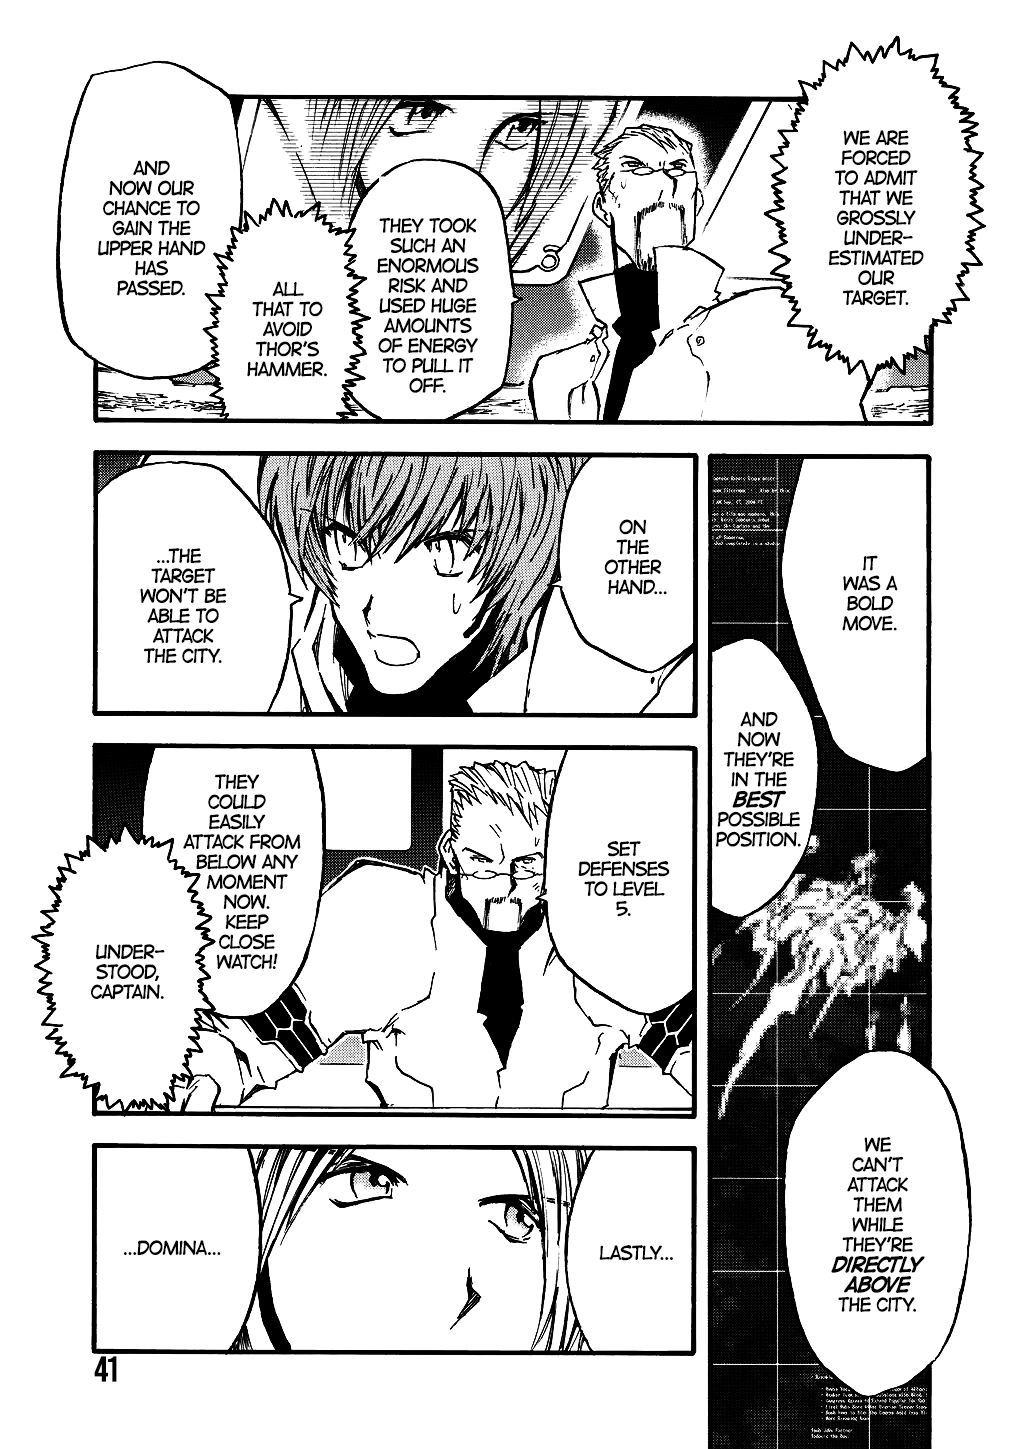 WE ARE
FORCED
TO ADMIT
THAT WE
GROSSLY
UNDER-
ESTIMATED
OUR
TARGET.
THEY TOOK
SUCH AN
ENORMOUS
RISK AND
USED HUGE
AMOUNTS
OF ENERGY
TO PULL IT
OFF.
ALL
THAT TO
AVOID
THOR'S
HAMMER.
AND
NOW OUR
CHANCE TO
GAIN THE
UPPER HAND
HAS
PASSED.
IT
WAS A
BOLD
MOVE.
AND
NOW
THEY'RE
IN THE
BEST
POSSIBLE
POSITION.
WE
CAN'T
ATTACK
THEM
WHILE
THEY'RE
DIRECTLY
ABOVE
THE CITY.
ON
THE
OTHER
HAND...
...THE
TARGET
WON'T BE
ABLE TO
ATTACK
THE CITY.
SET
DEFENSES
TO LEVEL
5.
THEY
COULD
EASILY
ATTACK FROM
BELOW ANY
MOMENT
NOW.
KEEP
CLOSE
WATCH!
UNDER-
STOOD,
CAPTAIN.
LASTLY...
...DOMINA...
41